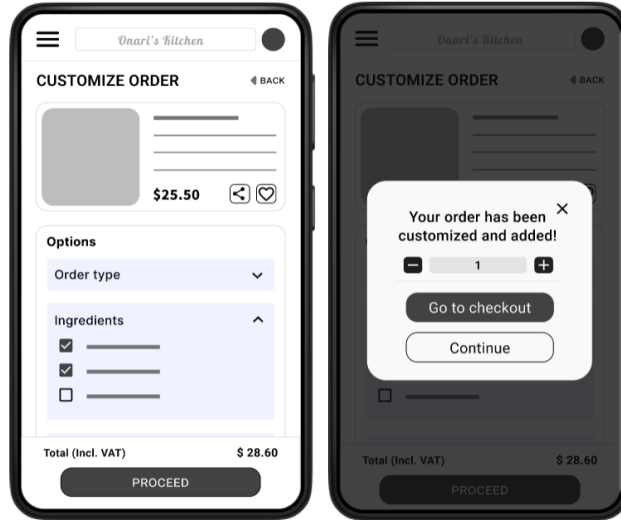 Onari's Kitchen
CUSTOMIZE ORDER
BACK
$25.50
Options
Order type
Ingredients
Total (Incl. VAT)
$ 28.60
PROCEED
Onari's Kitchen
CUSTOMIZE ORDER
BACK
Your order has been
customized and added!
1
Go to checkout
Continue
Total (Incl. VAT)
$ 28.60
PROCEED